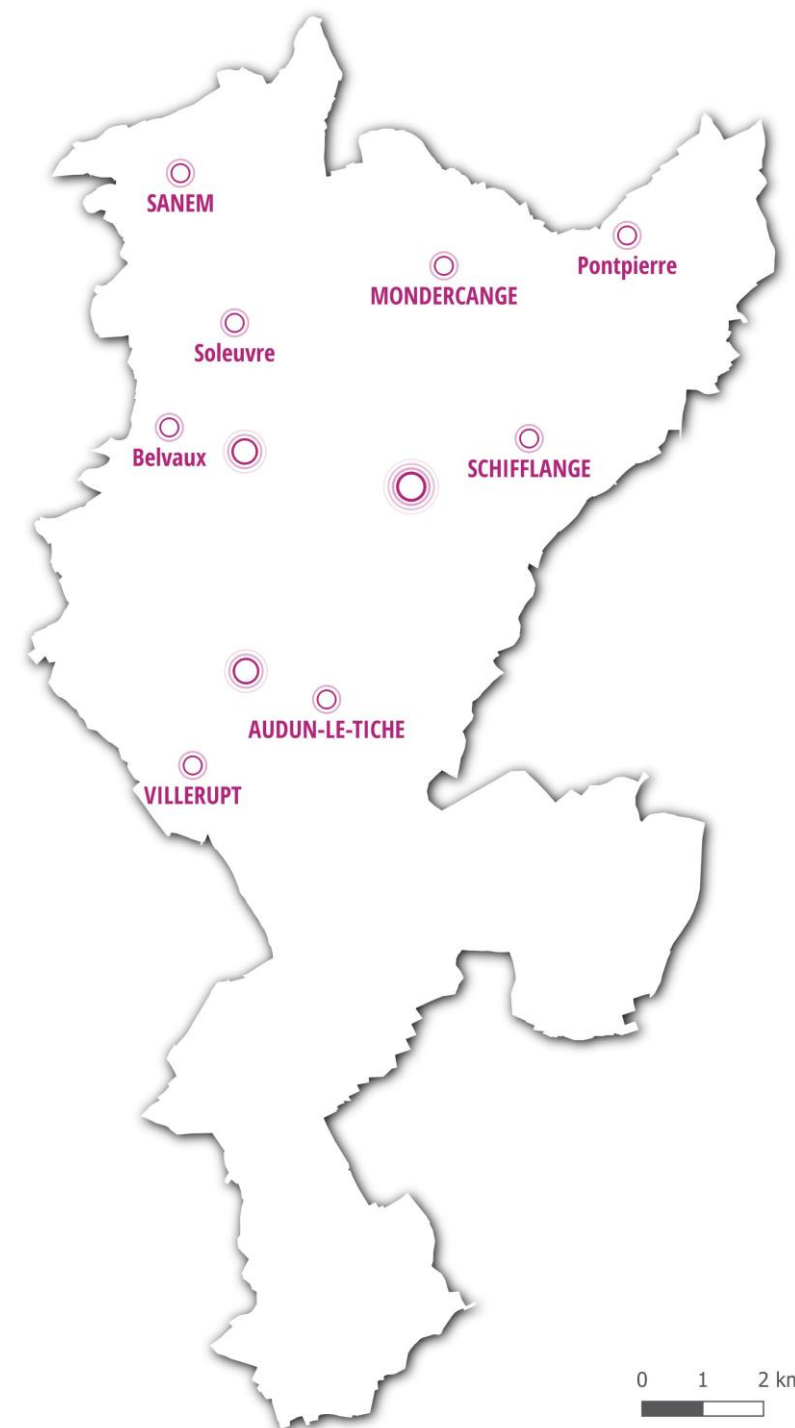 SANEM
Pontpierre
MONDERCANGE
Soleuvre
Belvaux
SCHIFFLANGE
AUDUN-LE-TICHE
VILLERUPT
0 1 2 km